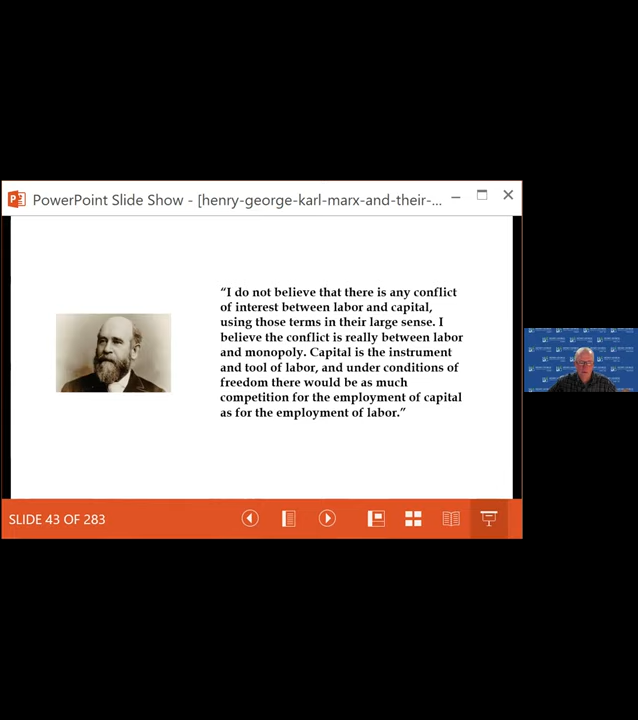 PowerPoint Slide Show - [henry-george-karl-marx-and-their-...
“I do not believe that there is any conflict
of interest between labor and capital,
using those terms in their large sense. I
believe the conflict is really between labor
and monopoly. Capital is the instrument
and tool of labor, and under conditions of
freedom there would be as much
competition for the employment of capital
as for the employment of labor.”
SLIDE 43 OF 283